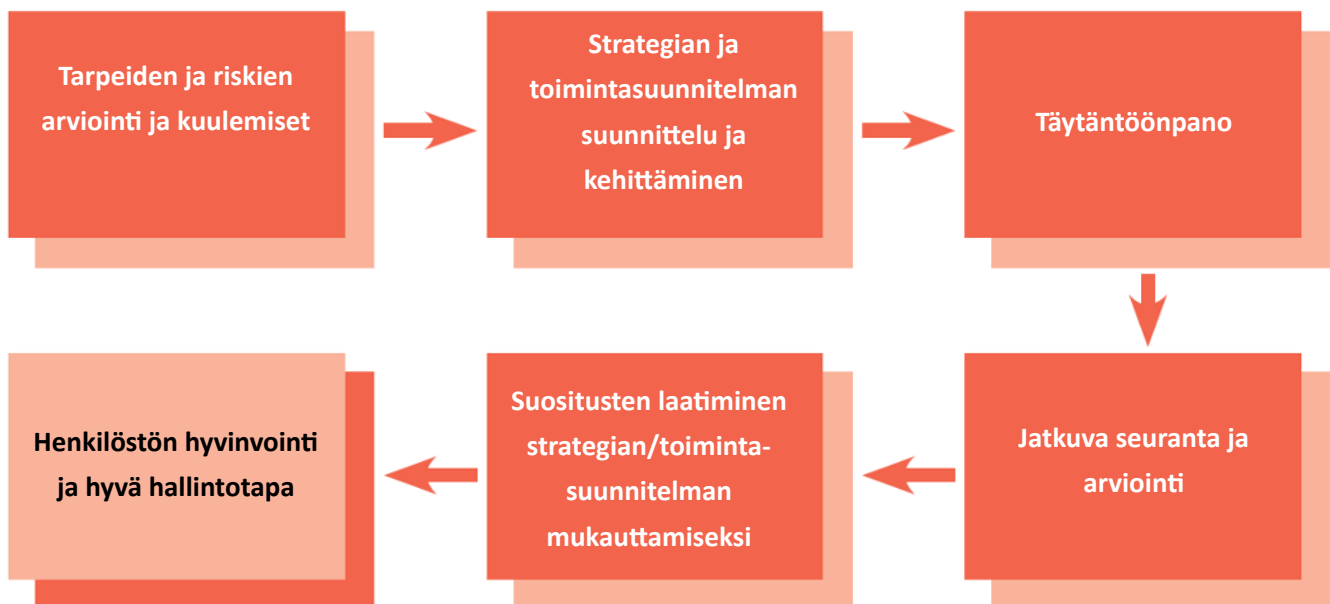 Tarpeiden ja riskien
arviointi ja kuulemiset
Strategian ja
toimintasuunnitelman
suunnittelu ja
kehittäminen
Täytäntöönpano
Jatkuva seuranta ja
arviointi
Suositusten laatiminen
strategian/toiminta-
suunnitelman
mukauttamiseksi
Henkilöstön hyvinvointi
ja hyvä hallintotapa